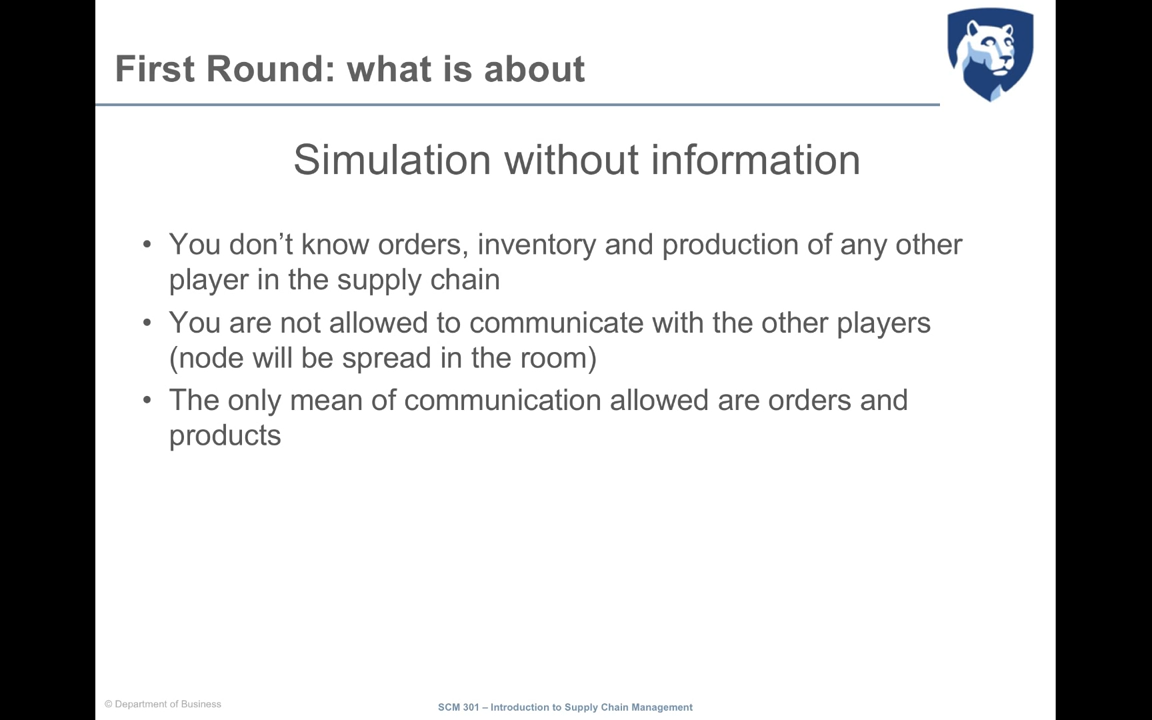 First Round: what is about
Simulation without information
• You don’t know orders, inventory and production of any other
player in the supply chain
• You are not allowed to communicate with the other players
(node will be spread in the room)
• The only mean of communication allowed are orders and
products
© Department of Business
SCM 301 – Introduction to Supply Chain Management